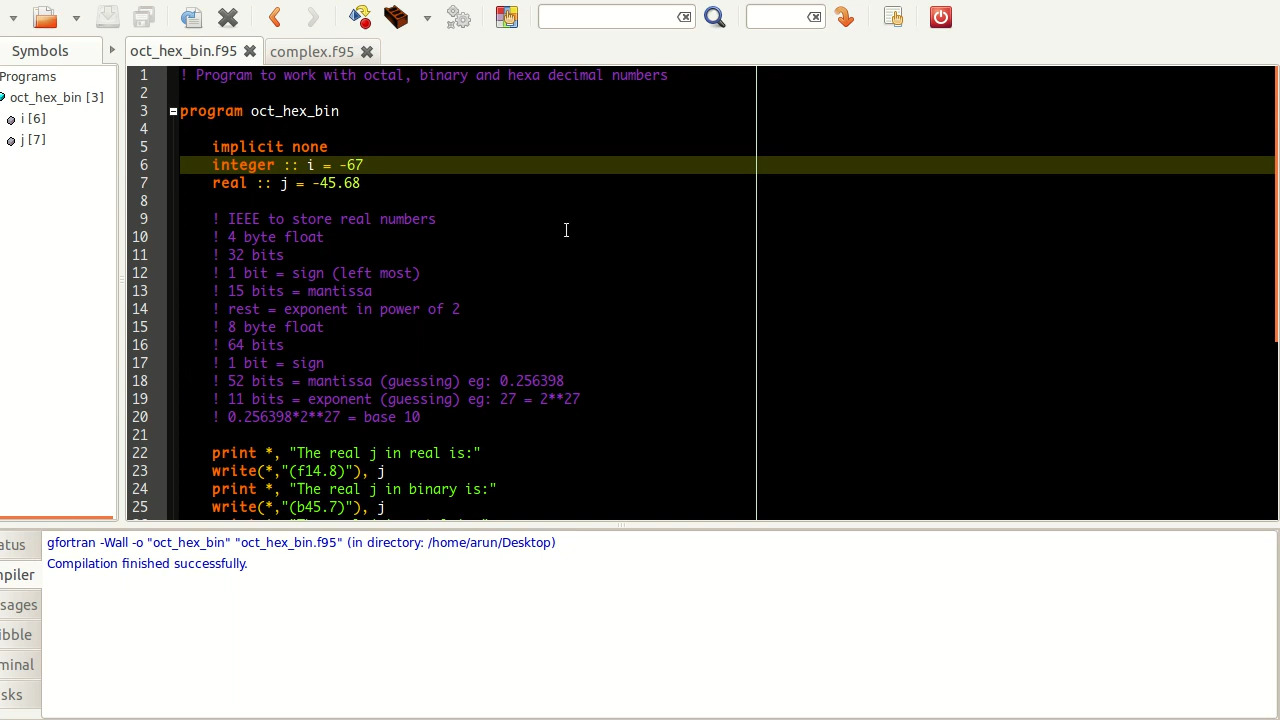 Symbols
oct_hex_bin.f95
complex.f95
Programs
oct_hex_bin [3]
i [6]
j [7]
1 ! Program to work with octal, binary and hexa decimal numbers
2
3 program oct_hex_bin
4
5 implicit none
6 integer :: i = -67
7 real :: j = -45.68
8
9 ! IEEE to store real numbers
10 ! 4 byte float
11 ! 32 bits
12 ! 1 bit = sign (left most)
13 ! 15 bits = mantissa
14 ! rest = exponent in power of 2
15 ! 8 byte float
16 ! 64 bits
17 ! 1 bit = sign
18 ! 52 bits = mantissa (guessing) eg: 0.256398
19 ! 11 bits = exponent (guessing) eg: 27 = 2**27
20 ! 0.256398*2**27 = base 10
21
22 print *, "The real j in real is:"
23 write(*,"(f14.8)"), j
24 print *, "The real j in binary is:"
25 write(*,"(b45.7)"), j
atus
mpiler
sages
ibble
minal
sks
gfortran -Wall -o "oct_hex_bin" "oct_hex_bin.f95" (in directory: /home/arun/Desktop)
Compilation finished successfully.